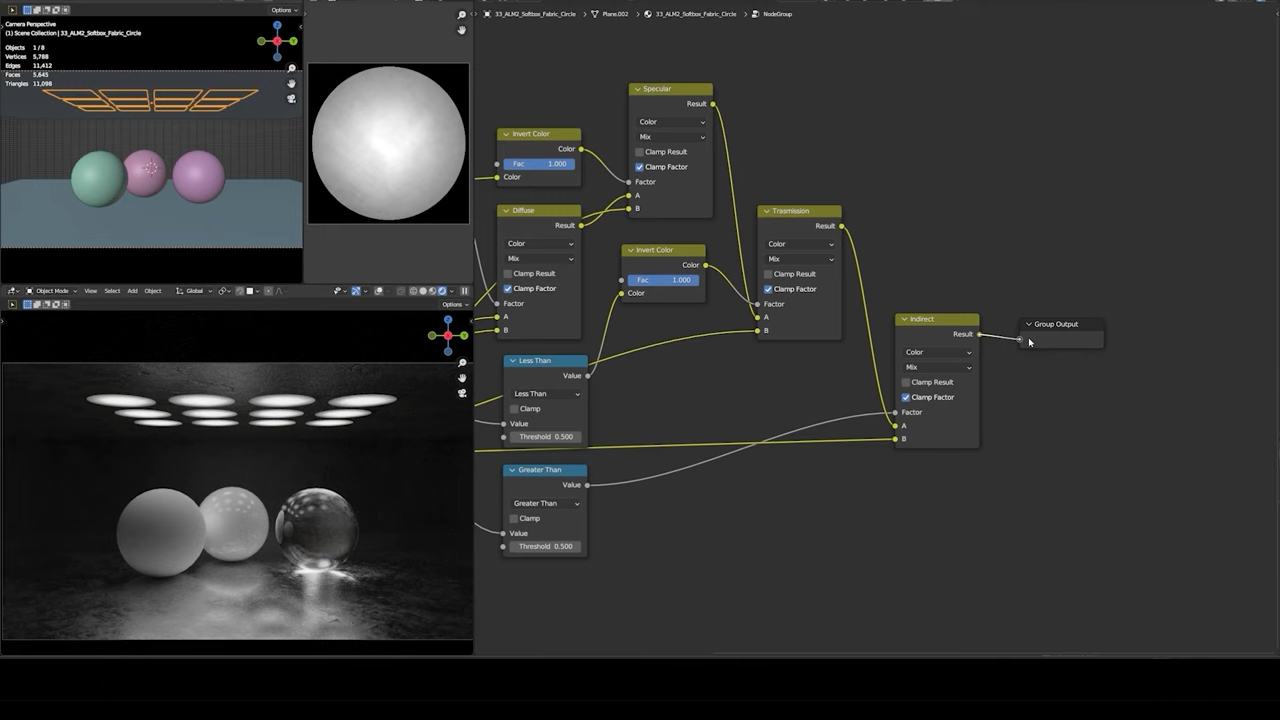 Options
Camera Perspective
(1) Scene Collection | 33_ALM2_Softbox_Fabric_Circle
Objects 1/8
Vertices 5,788
Edges 11,412
Faces 5,645
Triangles 11,098
Z
Y
33_ALM2_Softbox_Fabric_Circle > Plane.002 > 33_ALM2_Softbox_Fabric_Circle > NodeGroup
Specular
Result
Color
Mix
Clamp Result
Clamp Factor
Factor
A
B
Invert Color
Color
Fac 1.000
Color
Diffuse
Result
Color
Mix
Clamp Result
Clamp Factor
Factor
A
B
Invert Color
Color
Fac 1.000
Color
Trasmission
Result
Color
Mix
Clamp Result
Clamp Factor
Factor
A
B
Less Than
Value
Less Than
Clamp
Value
Threshold 0.500
Indirect
Result
Color
Mix
Clamp Result
Clamp Factor
Factor
A
B
Group Output
Greater Than
Value
Greater Than
Clamp
Value
Threshold 0.500
Object Mode View Select Add Object Global
Options
Z
Y